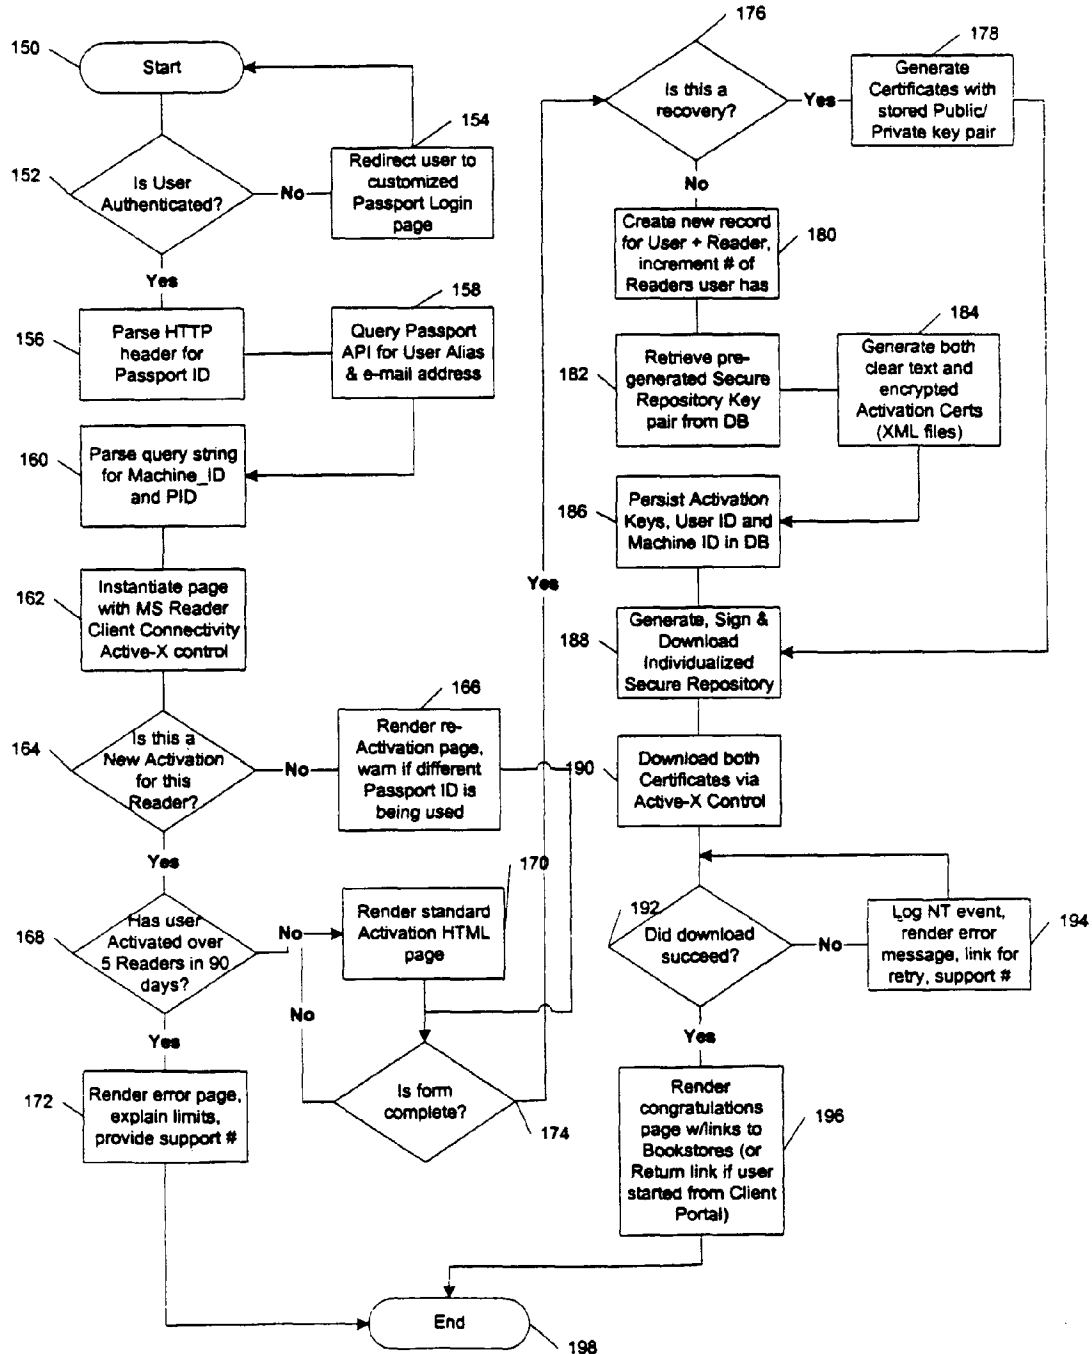 150
Start
152
Is User
Authenticated?
No
154
Redirect user to
customized
Passport Login
page
Yes
156
Parse HTTP
header for
Passport ID
158
Query Passport
API for User Alias
& e-mail address
160
Parse query string
for Machine_ID
and PID
162
Instantiate page
with MS Reader
Client Connectivity
Active-X control
164
Is this a
New Activation
for this
Reader?
No
166
Render re-
Activation page,
warn if different
Passport ID is
being used
Yes
168
Has user
Activated over
5 Readers in 90
days?
No
170
Render standard
Activation HTML
page
No
Yes
172
Render error page,
explain limits,
provide support #
Is form
complete?
174
Yes
176
Is this a
recovery?
Yes
178
Generate
Certificates with
stored Public/
Private key pair
No
Create new record
for User + Reader,
increment # of
Readers user has
180
182
Retrieve pre-
generated Secure
Repository Key
pair from DB
184
Generate both
clear text and
encrypted
Activation Certs
(XML files)
186
Persist Activation
Keys, User ID and
Machine ID in DB
188
Generate, Sign &
Download
Individualized
Secure Repository
190
Download both
Certificates via
Active-X Control
192
Did download
succeed?
No
Log NT event,
render error
message, link for
retry, support #
194
Yes
Render
congratulations
page w/links to
Bookstores (or
Return link if user
started from Client
Portal)
196
End
198